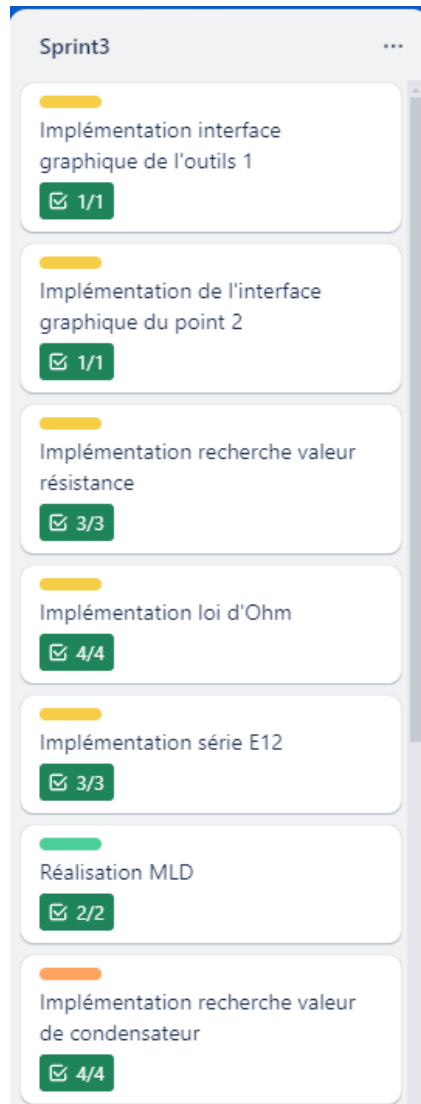 Sprint3
Implémentation interface
graphique de l'outils 1
1/1
Implémentation de l'interface
graphique du point 2
1/1
Implémentation recherche valeur
résistance
3/3
Implémentation loi d'Ohm
4/4
Implémentation série E12
3/3
Réalisation MLD
2/2
Implémentation recherche valeur
de condensateur
4/4